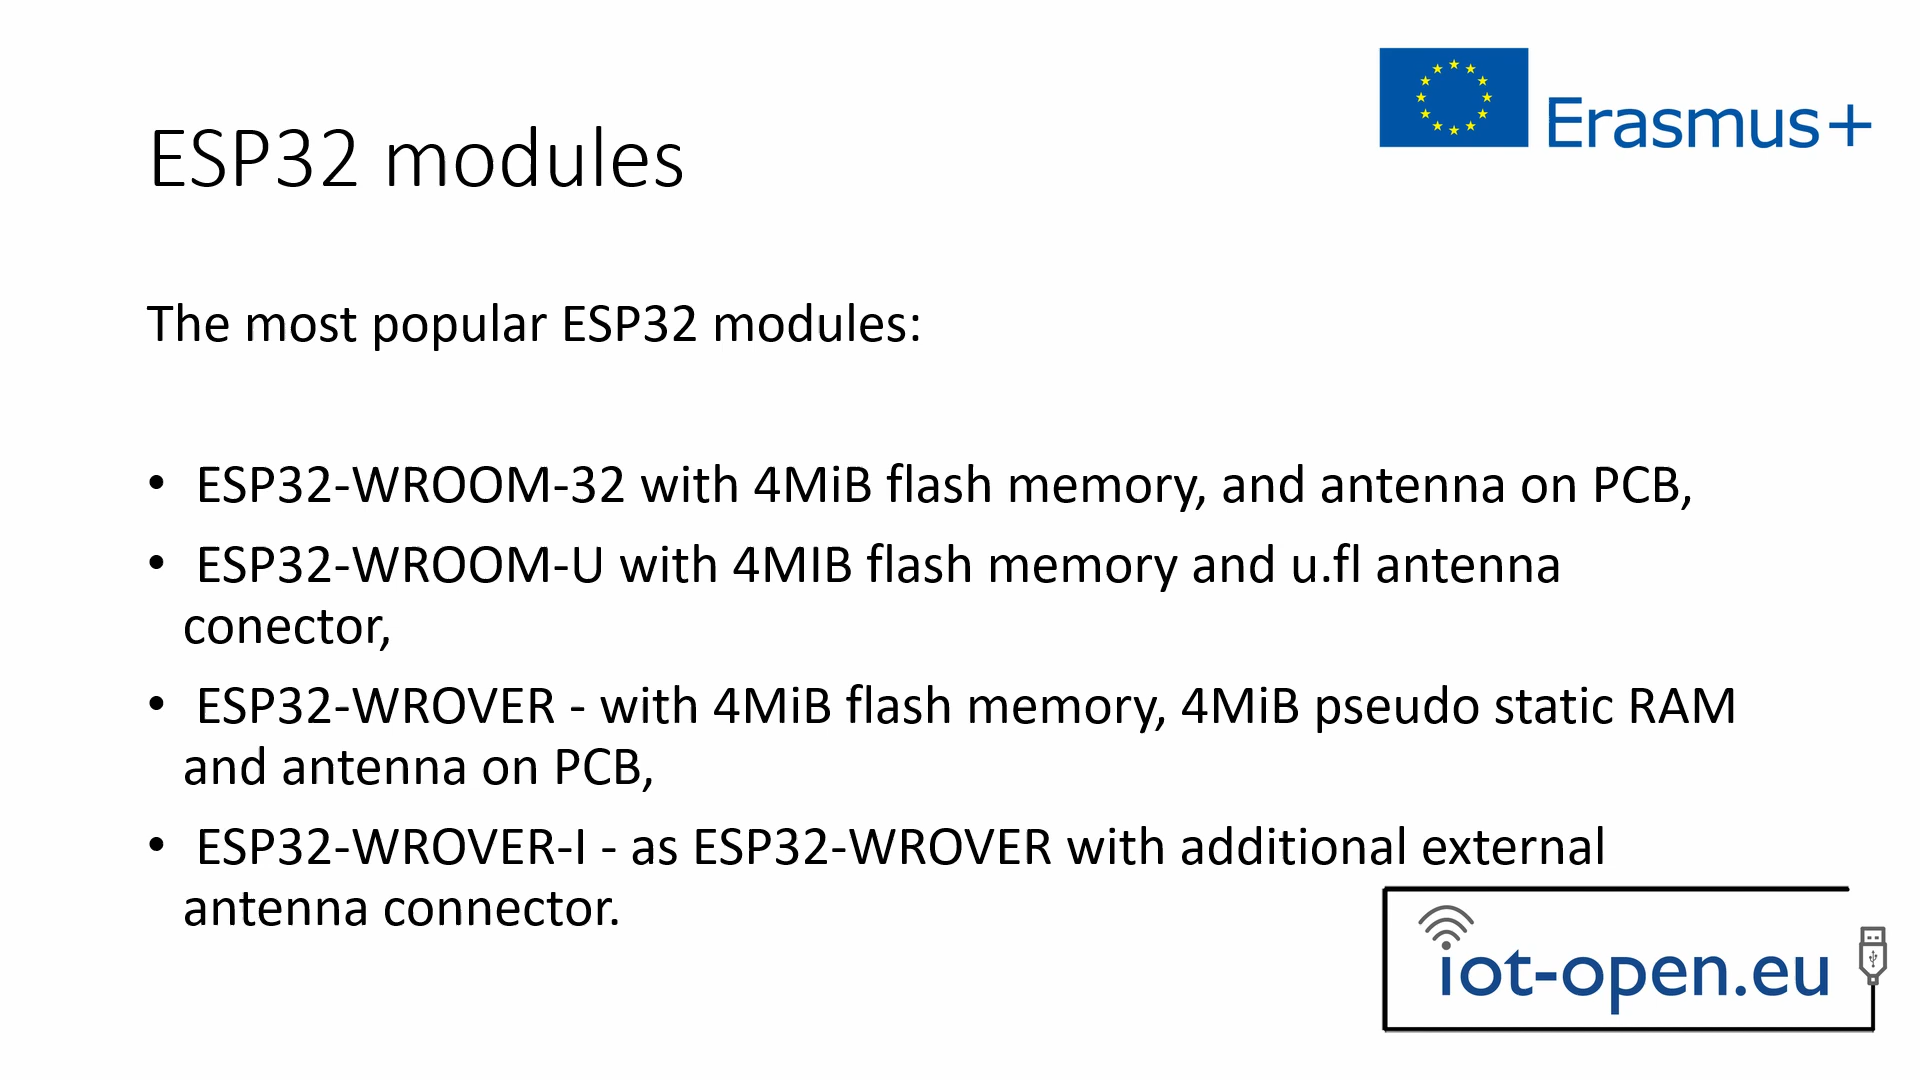 Erasmus+
ESP32 modules
The most popular ESP32 modules:
• ESP32-WROOM-32 with 4MiB flash memory, and antenna on PCB,
• ESP32-WROOM-U with 4MIB flash memory and u.fl antenna
conector,
• ESP32-WROVER - with 4MiB flash memory, 4MiB pseudo static RAM
and antenna on PCB,
• ESP32-WROVER-I - as ESP32-WROVER with additional external
antenna connector.
iot-open.eu